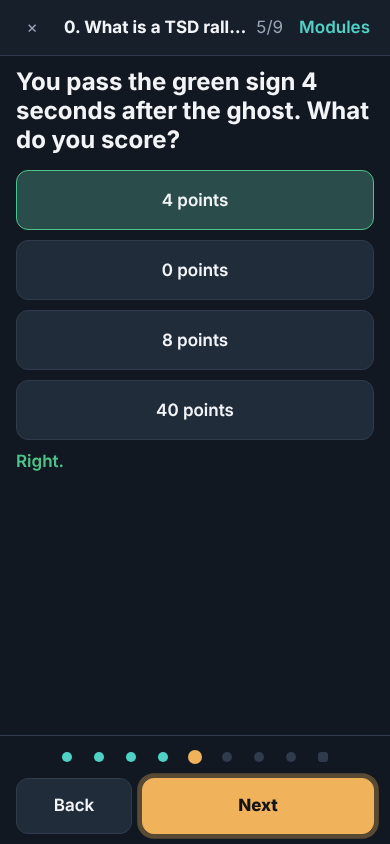 × 0. What is a TSD rall... 5/9 Modules
You pass the green sign 4
seconds after the ghost. What
do you score?
4 points
0 points
8 points
40 points
Right.
Back Next